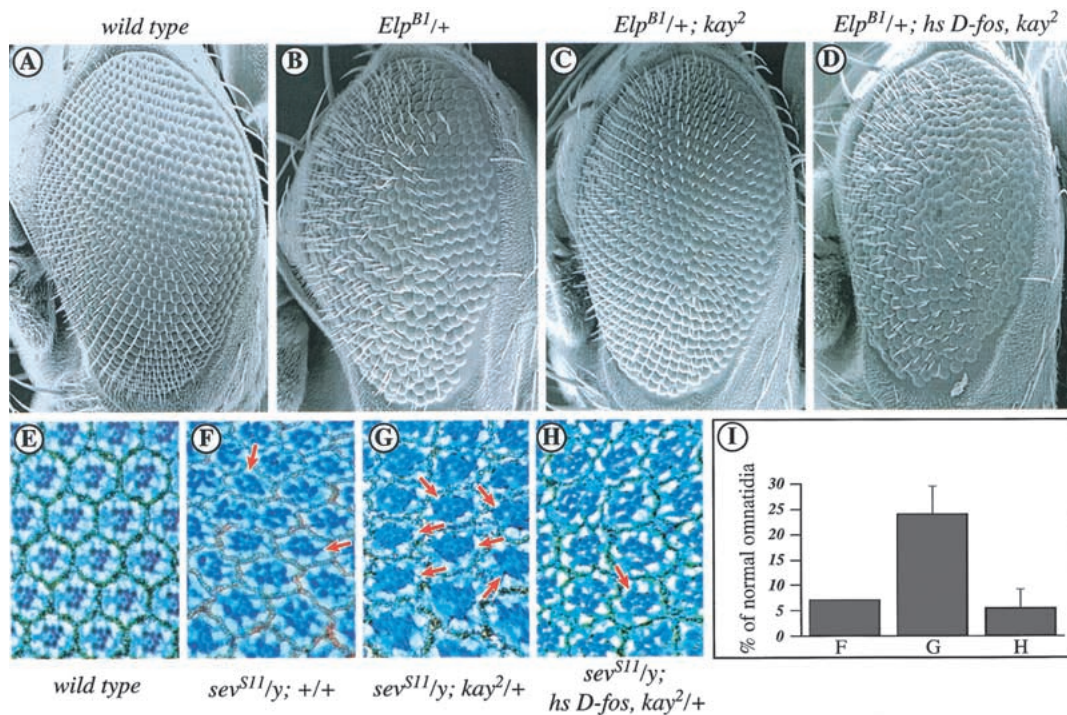 wild type
Elp^B1/+
Elp^B1/+; kay^2
Elp^B1/+; hs D-fos, kay^2
A
B
C
D
E
F
G
H
I
% of normal omnatidia
30
25
20
15
10
5
0
F
G
H
wild type
sev^S11/y; +/+
sev^S11/y; kay^2/+
sev^S11/y;
hs D-fos, kay^2/+